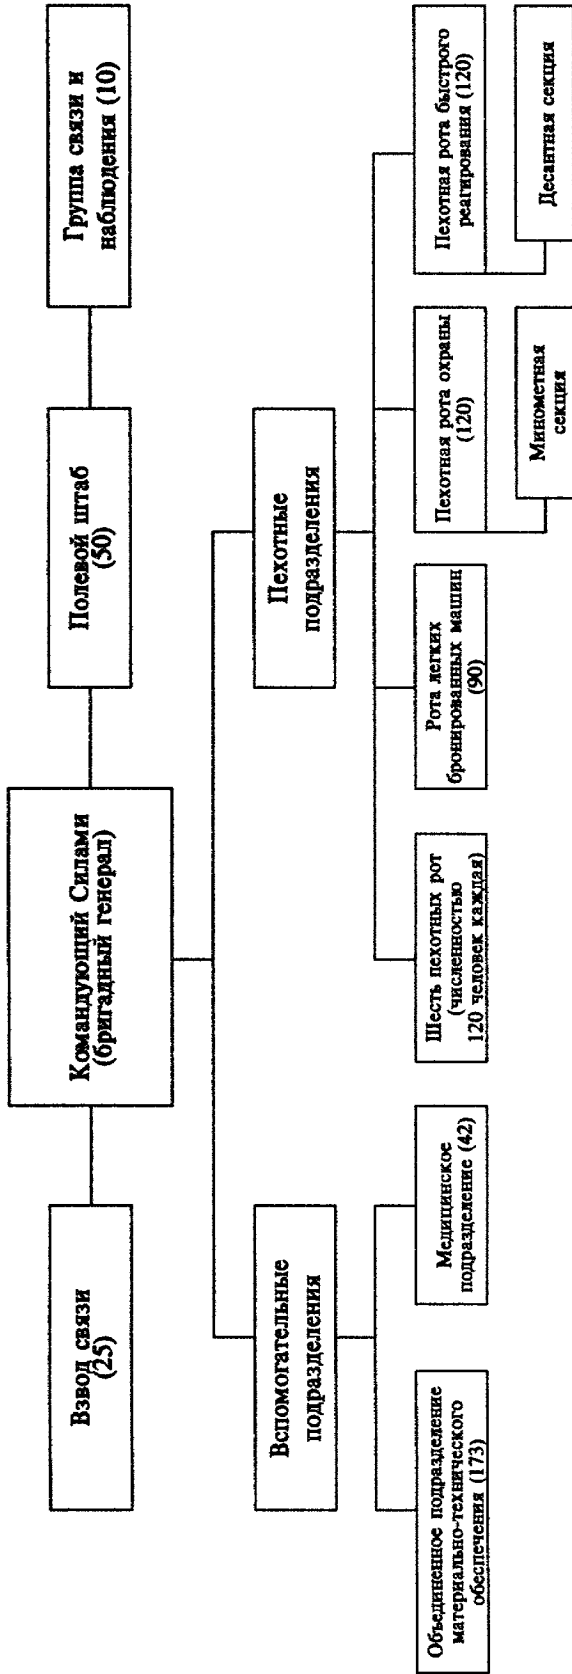 Взвод связи
(25)
Командующий Силами
(бригадный генерал)
Полевой штаб
(50)
Группа связи и
наблюдения (10)
Вспомогательные
подразделения
Пехотные
подразделения
Объединенное подразделение
материально-технического
обеспечения (173)
Медицинское
подразделение (42)
Шесть пехотных рот
(численностью
120 человек каждая)
Рота легких
бронированных машин
(90)
Пехотная рота охраны
(120)
Пехотная рота быстрого
реагирования (120)
Минометная
секция
Десантная секция